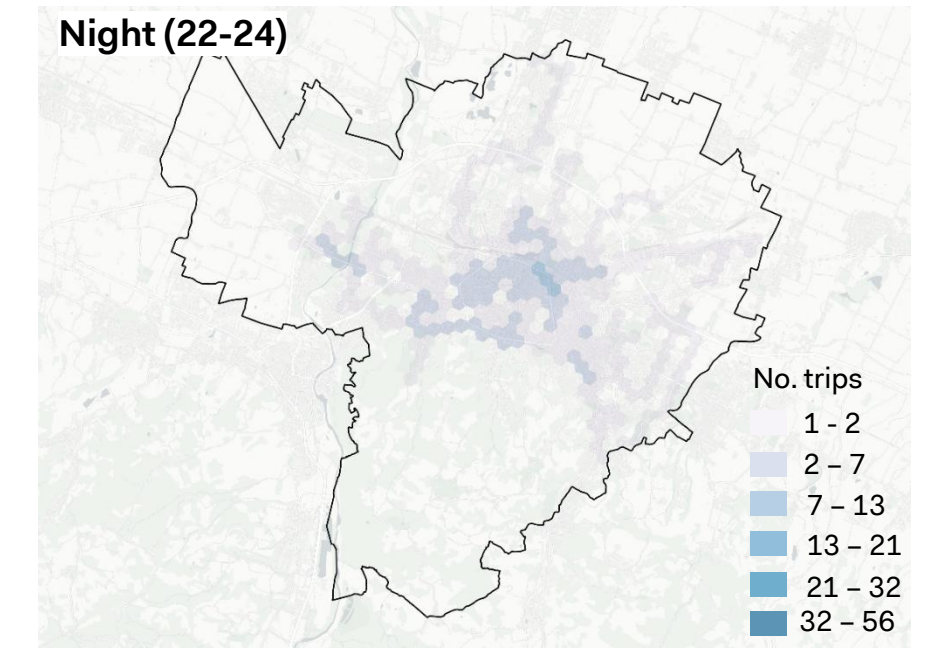 Night (22-24)
No. trips
1 - 2
2 – 7
7 – 13
13 – 21
21 – 32
32 – 56